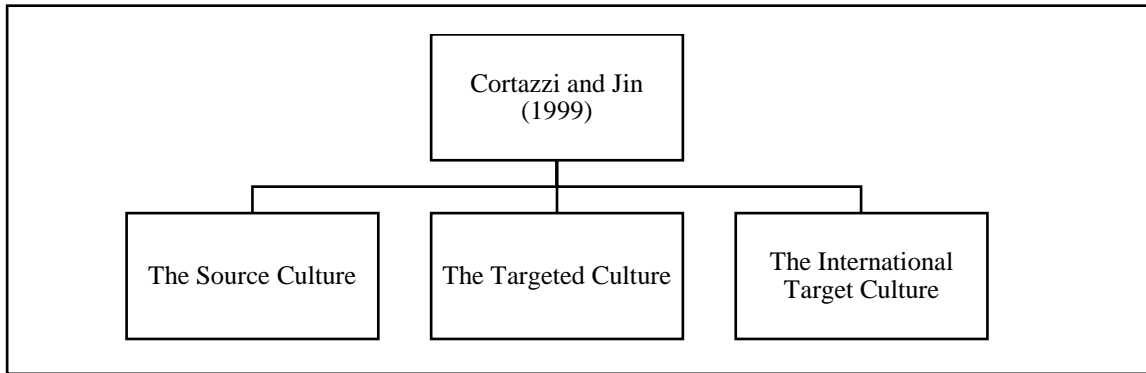 Cortazzi and Jin
(1999)
The Source Culture
The Targeted Culture
The International
Target Culture